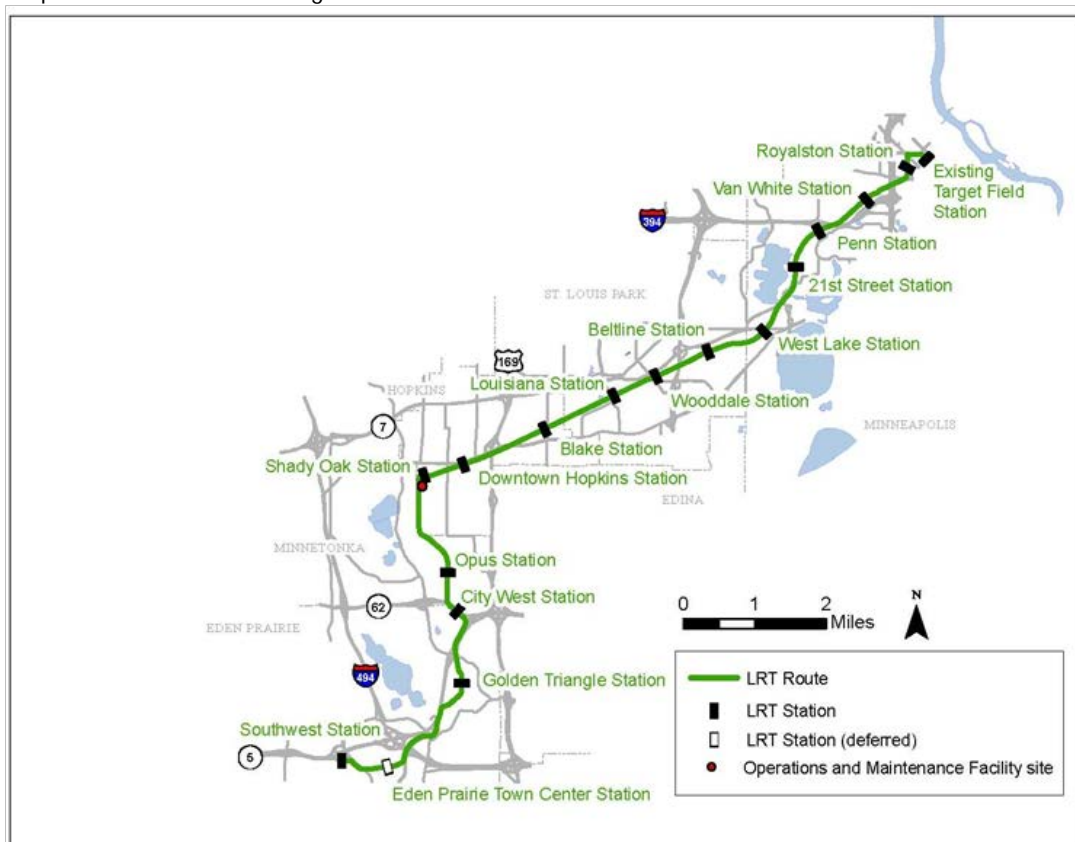 Royalston Station
Existing
Target Field
Station
Van White Station
394
Penn Station
21st Street Station
ST. LOUIS PARK
Beltline Station
West Lake Station
169
Louisiana Station
HOPKINS
Wooddale Station
7
MINNEAPOLIS
Blake Station
Shady Oak Station
Downtown Hopkins Station
EDINA
MINNETONKA
Opus Station
62
City West Station
EDEN PRAIRIE
494
Golden Triangle Station
Southwest Station
5
Eden Prairie Town Center Station
0 1 2
Miles
N
LRT Route
LRT Station
LRT Station (deferred)
Operations and Maintenance Facility site